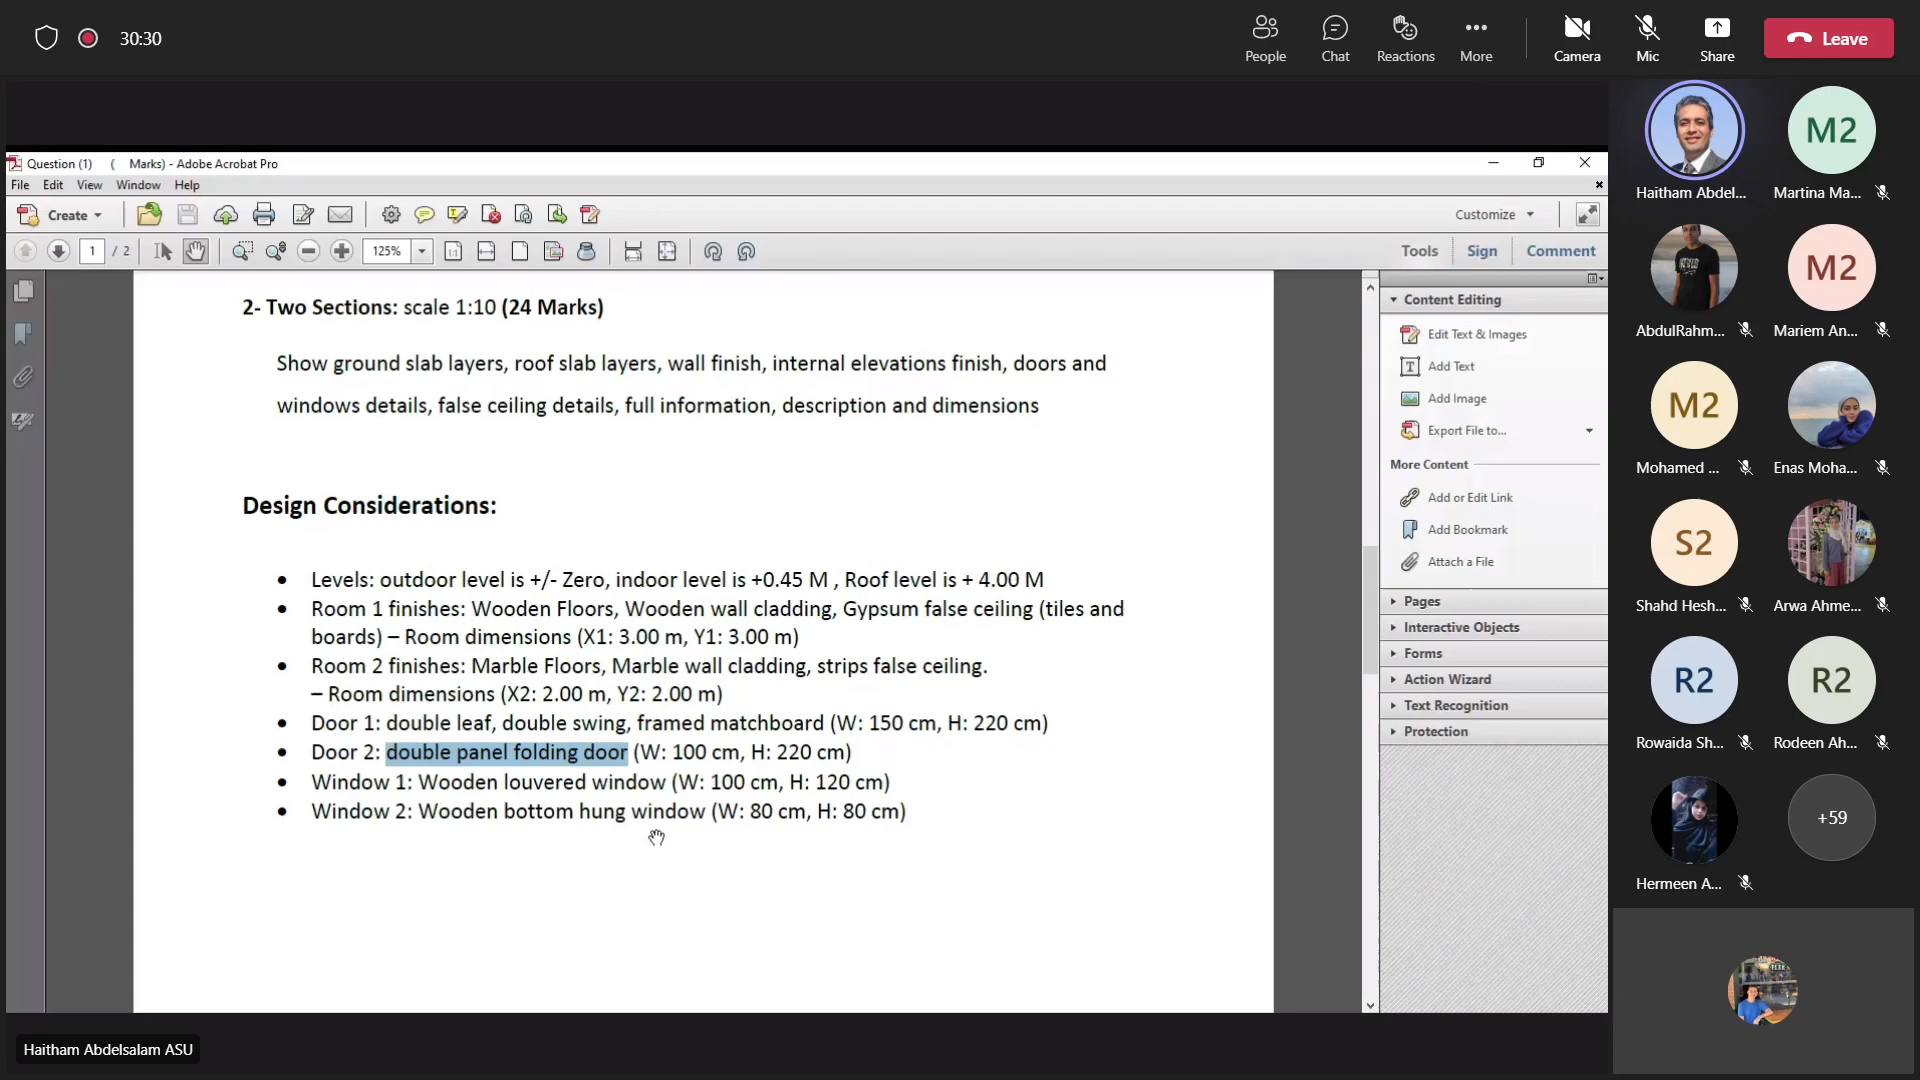 30:30
People
Chat
Reactions
More
Camera
Mic
Share
Leave
Question (1) ( Marks) - Adobe Acrobat Pro
File Edit View Window Help
Create
Customize
1 / 2
125%
Tools
Sign
Comment
2- Two Sections: scale 1:10 (24 Marks)
Show ground slab layers, roof slab layers, wall finish, internal elevations finish, doors and
windows details, false ceiling details, full information, description and dimensions
Design Considerations:
• Levels: outdoor level is +/- Zero, indoor level is +0.45 M , Roof level is + 4.00 M
• Room 1 finishes: Wooden Floors, Wooden wall cladding, Gypsum false ceiling (tiles and
boards) – Room dimensions (X1: 3.00 m, Y1: 3.00 m)
• Room 2 finishes: Marble Floors, Marble wall cladding, strips false ceiling.
– Room dimensions (X2: 2.00 m, Y2: 2.00 m)
• Door 1: double leaf, double swing, framed matchboard (W: 150 cm, H: 220 cm)
• Door 2: double panel folding door (W: 100 cm, H: 220 cm)
• Window 1: Wooden louvered window (W: 100 cm, H: 120 cm)
• Window 2: Wooden bottom hung window (W: 80 cm, H: 80 cm)
Content Editing
Edit Text & Images
Add Text
Add Image
Export File to...
More Content
Add or Edit Link
Add Bookmark
Attach a File
Pages
Interactive Objects
Forms
Action Wizard
Text Recognition
Protection
M2
Haitham Abdel...
Martina Ma...
M2
AbdulRahm...
Mariem An...
M2
Mohamed ...
Enas Moha...
S2
Shahd Hesh...
Arwa Ahme...
R2
R2
Rowaida Sh...
Rodeen Ah...
+59
Hermeen A...
Haitham Abdelsalam ASU